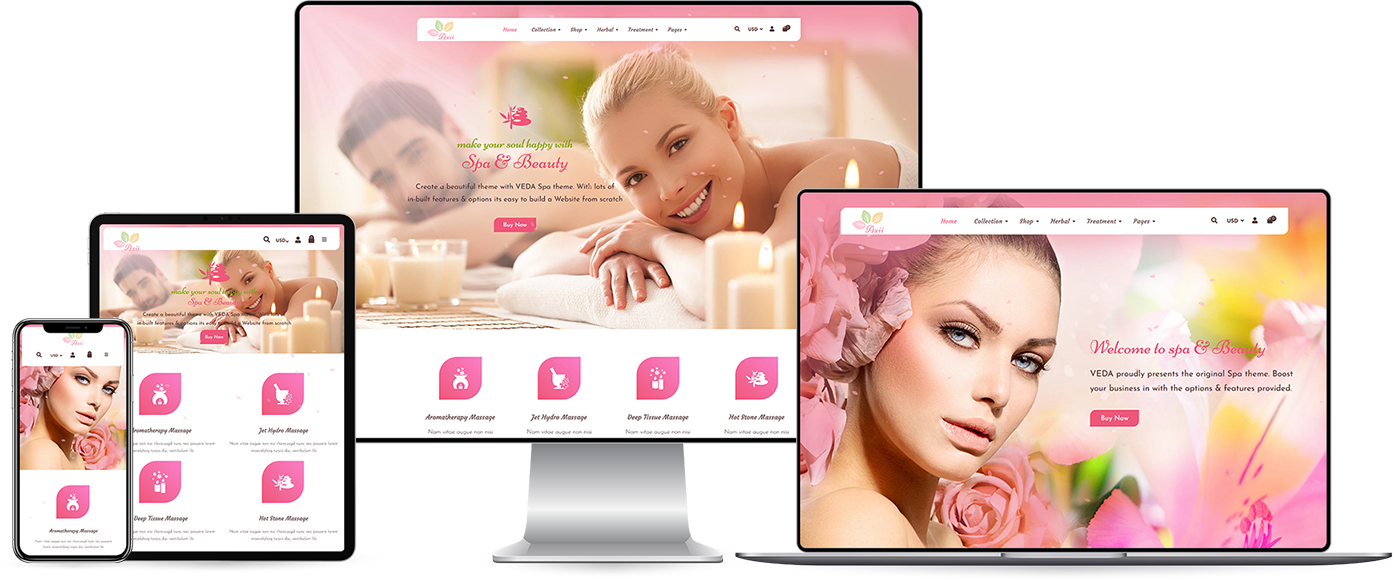 Pixii
Home Collection Shop Herbal Treatment Pages USD
make your soul happy with
Spa & Beauty
Create a beautiful theme with VEDA Spa theme. With lots of
in-built features & options its easy to build a Website from scratch
Buy Now
Aromatherapy Massage Jet Hydro Massage Deep Tissue Massage Hot Stone Massage
Nam vitae augue non nisi Nam vitae augue non nisi Nam vitae augue non nisi Nam vitae augue non nisi
Pixii
Home Collection Shop Herbal Treatment Pages USD
Welcome to spa & Beauty
VEDA proudly presents the original Spa theme. Boost
your business in with the options & features provided.
Buy Now
Pixii
USD
make your soul happy with
Spa & Beauty
Create a beautiful theme with VEDA Spa theme. With lots of
in-built features & options its easy to build a Website from scratch
Buy Now
Aromatherapy Massage Jet Hydro Massage
Deep Tissue Massage Hot Stone Massage
USD
Aromatherapy Massage